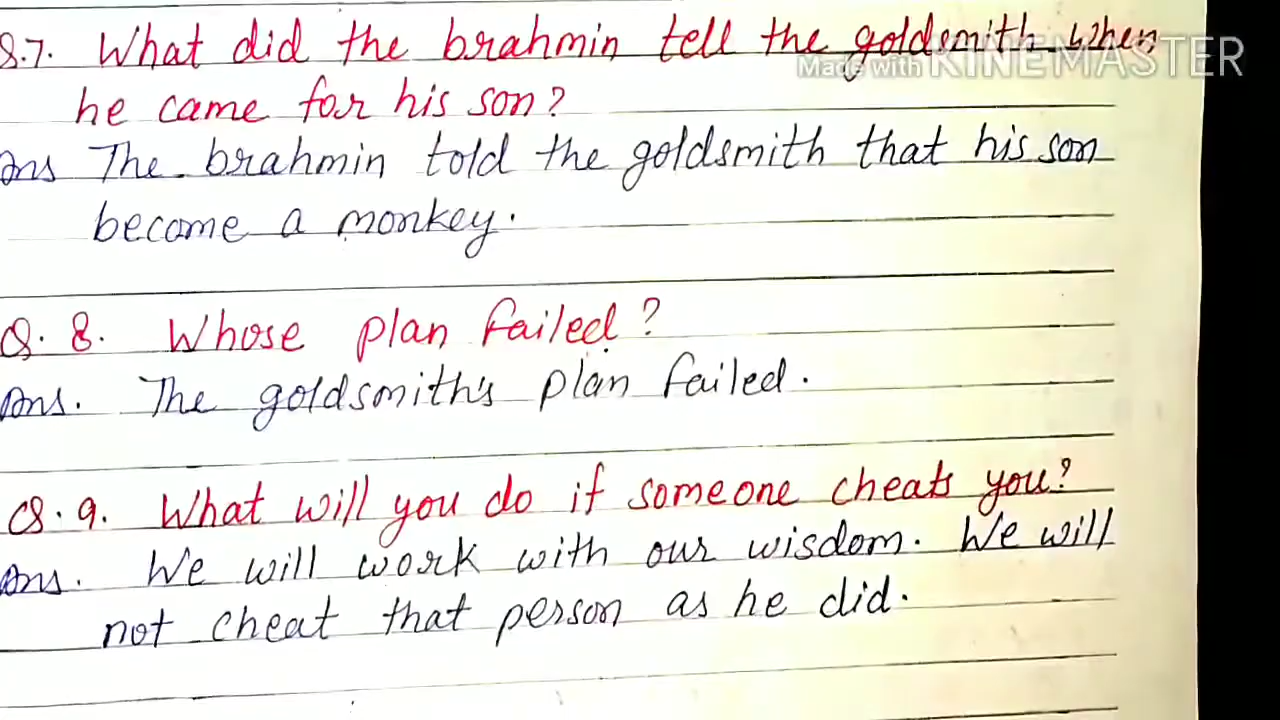 Q.7. What did the brahmin tell the goldsmith when
Made with KINEMASTER
he came for his son?
Ans The brahmin told the goldsmith that his son
become a monkey.
Q. 8. Whose plan failed?
Ans. The goldsmith's plan failed.
Q. 9. What will you do if someone cheats you?
Ans. We will work with our wisdom. We will
not cheat that person as he did.